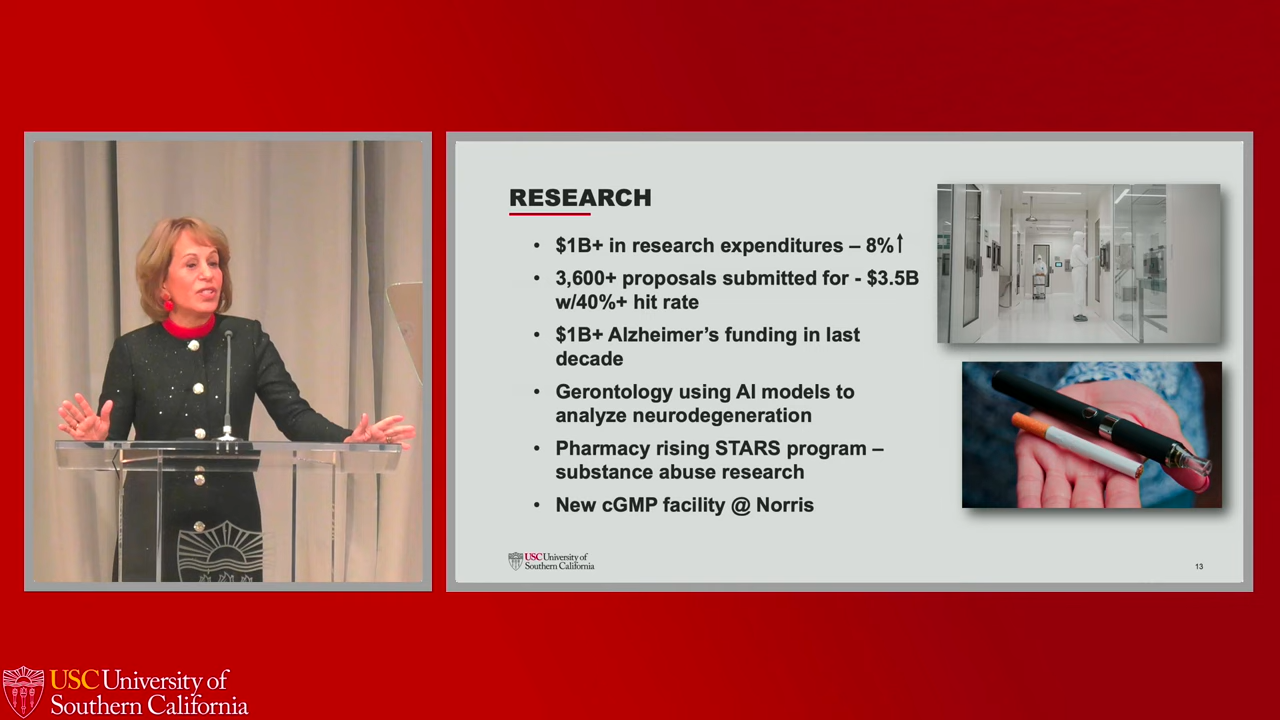 RESEARCH
• $1B+ in research expenditures – 8%↑
• 3,600+ proposals submitted for - $3.5B
w/40%+ hit rate
• $1B+ Alzheimer’s funding in last
decade
• Gerontology using AI models to
analyze neurodegeneration
• Pharmacy rising STARS program –
substance abuse research
• New cGMP facility @ Norris
USC University of
Southern California
13
USC University of
Southern California